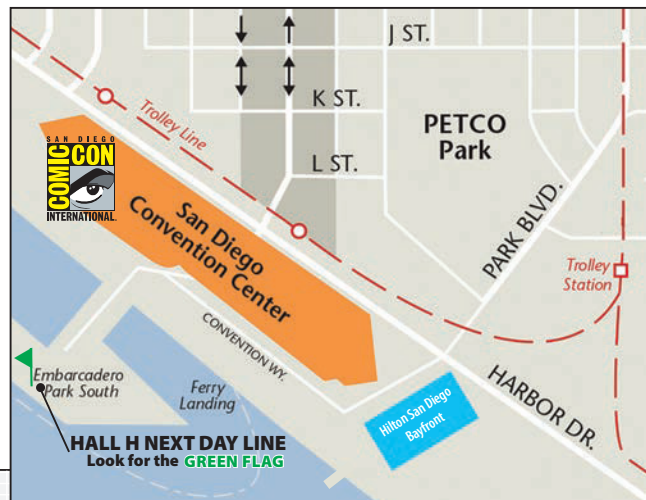 J ST.
Trolley Line
K ST.
PETCO
Park
SAN DIEGO
COMIC
CON
INTERNATIONAL
L ST.
San Diego
Convention Center
PARK BLVD.
Trolley
Station
CONVENTION WY.
HARBOR DR.
Embarcadero
Park South
Ferry
Landing
Hilton San Diego
Bayfront
HALL H NEXT DAY LINE
Look for the GREEN FLAG